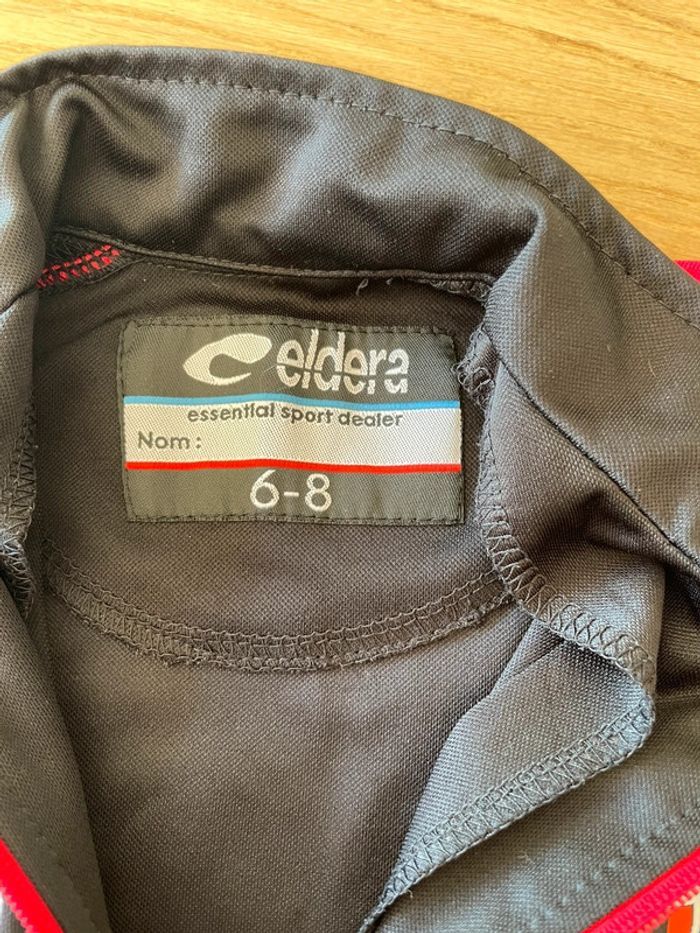 eldera
essential sport dealer
Nom :
6-8